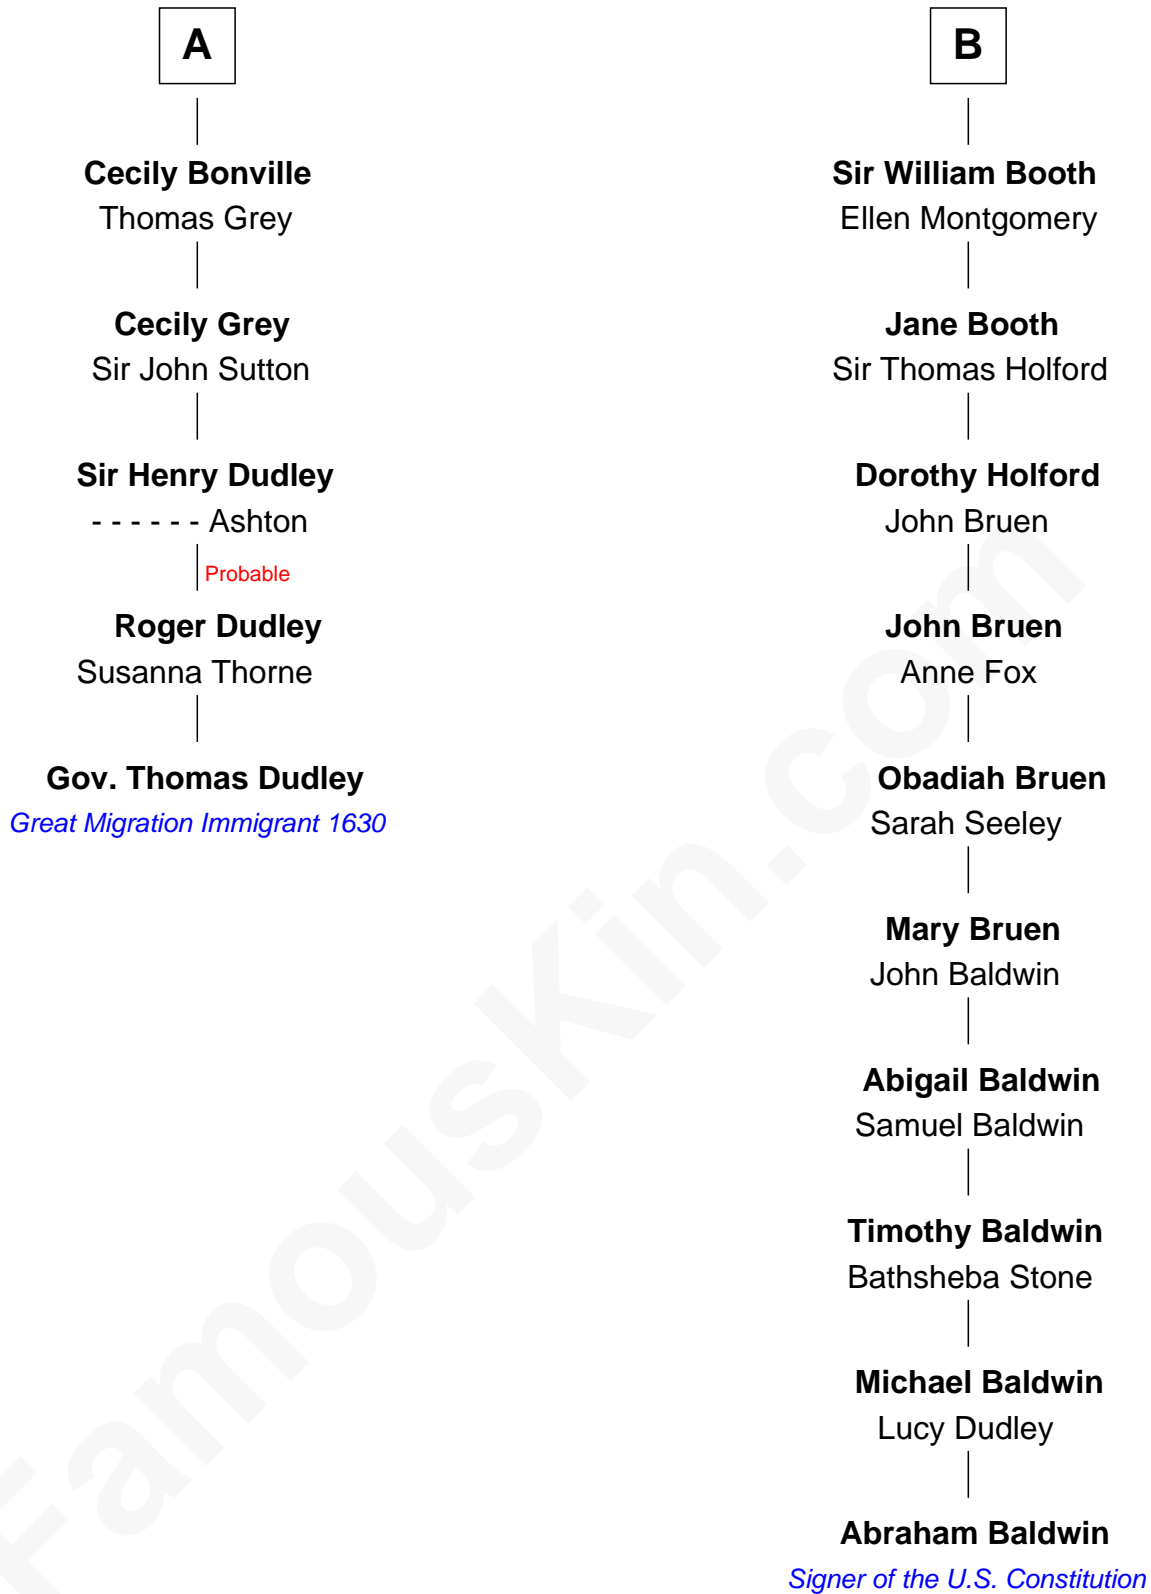 A
Cecily Bonville
Thomas Grey
Cecily Grey
Sir John Sutton
Sir Henry Dudley
- - - - - - Ashton
Probable
Roger Dudley
Susanna Thorne
Gov. Thomas Dudley
Great Migration Immigrant 1630
B
Sir William Booth
Ellen Montgomery
Jane Booth
Sir Thomas Holford
Dorothy Holford
John Bruen
John Bruen
Anne Fox
Obadiah Bruen
Sarah Seeley
Mary Bruen
John Baldwin
Abigail Baldwin
Samuel Baldwin
Timothy Baldwin
Bathsheba Stone
Michael Baldwin
Lucy Dudley
Abraham Baldwin
Signer of the U.S. Constitution
FamousKin.com